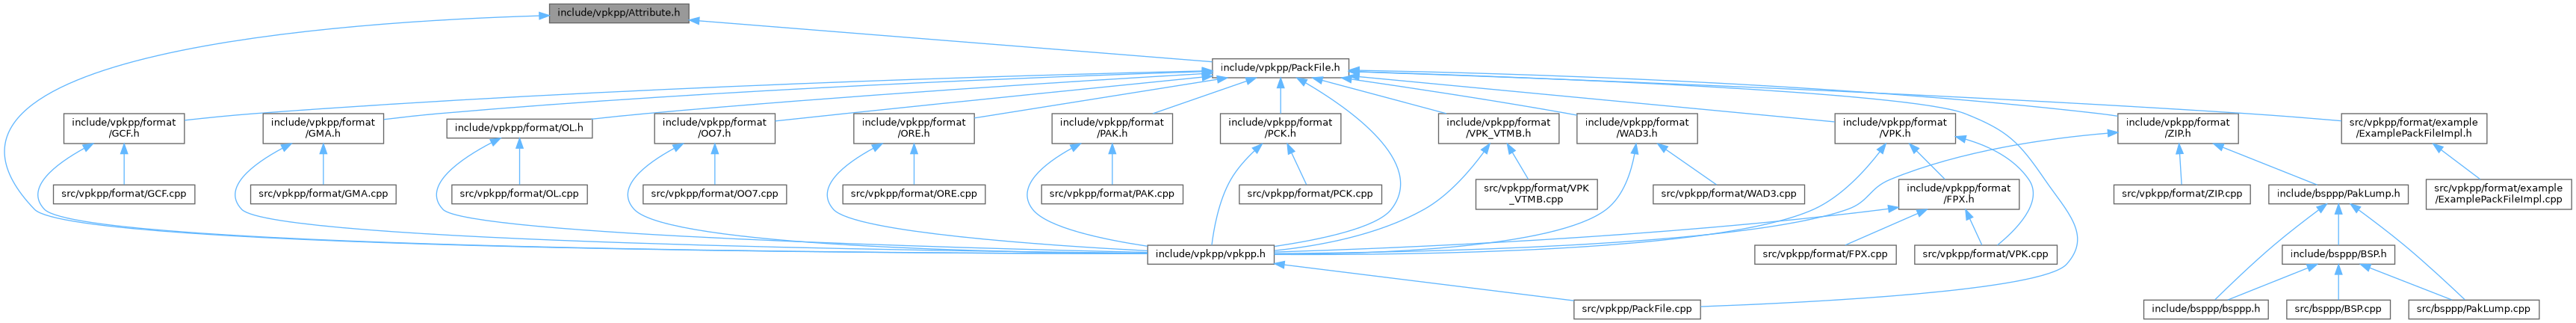 include/vpkpp/Attribute.h
include/vpkpp/PackFile.h
include/vpkpp/format
/GCF.h
include/vpkpp/format
/GMA.h
include/vpkpp/format/OL.h
include/vpkpp/format
/OO7.h
include/vpkpp/format
/ORE.h
include/vpkpp/format
/PAK.h
include/vpkpp/format
/PCK.h
include/vpkpp/format
/VPK_VTMB.h
include/vpkpp/format
/WAD3.h
include/vpkpp/format
/VPK.h
include/vpkpp/format
/ZIP.h
src/vpkpp/format/example
/ExamplePackFileImpl.h
src/vpkpp/format/GCF.cpp
src/vpkpp/format/GMA.cpp
src/vpkpp/format/OL.cpp
src/vpkpp/format/OO7.cpp
src/vpkpp/format/ORE.cpp
src/vpkpp/format/PAK.cpp
src/vpkpp/format/PCK.cpp
src/vpkpp/format/VPK
_VTMB.cpp
src/vpkpp/format/WAD3.cpp
include/vpkpp/format
/FPX.h
src/vpkpp/format/ZIP.cpp
include/bsppp/PakLump.h
src/vpkpp/format/example
/ExamplePackFileImpl.cpp
include/vpkpp/vpkpp.h
src/vpkpp/format/FPX.cpp
src/vpkpp/format/VPK.cpp
include/bsppp/BSP.h
src/vpkpp/PackFile.cpp
include/bsppp/bsppp.h
src/bsppp/BSP.cpp
src/bsppp/PakLump.cpp